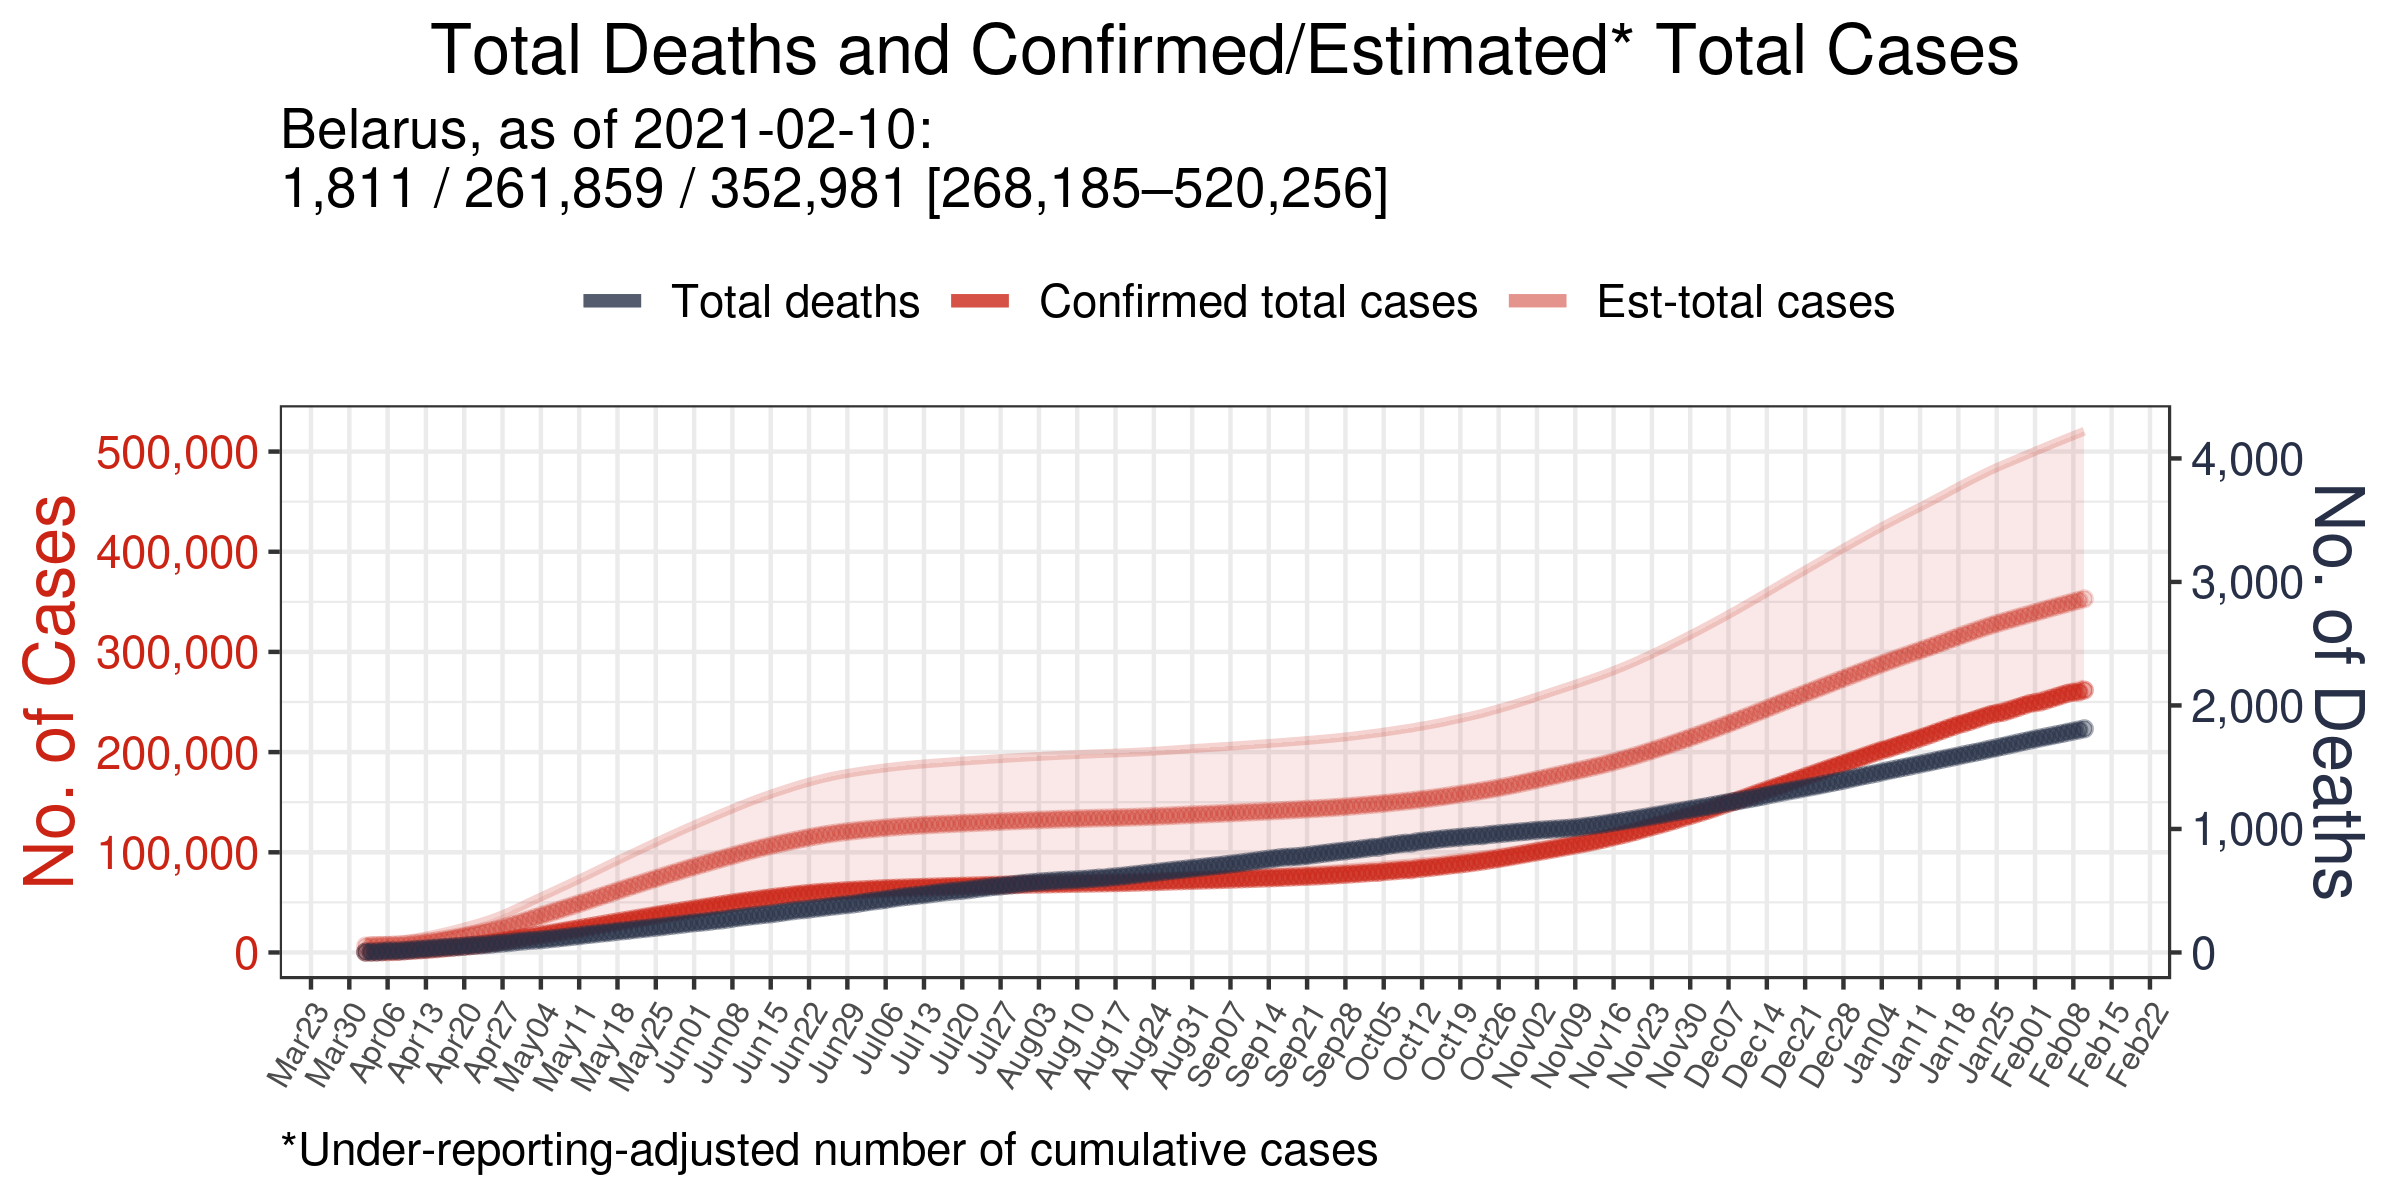 Total Deaths and Confirmed/Estimated* Total Cases
Belarus, as of 2021-02-10:
1,811 / 261,859 / 352,981 [268,185–520,256]
Total deaths
Confirmed total cases
Est-total cases
No. of Cases
500,000
400,000
300,000
200,000
100,000
0
4,000
3,000
2,000
1,000
0
No. of Deaths
Mar23
Mar30
Apr06
Apr13
Apr20
Apr27
May04
May11
May18
May25
Jun01
Jun08
Jun15
Jun22
Jun29
Jul06
Jul13
Jul20
Jul27
Aug03
Aug10
Aug17
Aug24
Aug31
Sep07
Sep14
Sep21
Sep28
Oct05
Oct12
Oct19
Oct26
Nov02
Nov09
Nov16
Nov23
Nov30
Dec07
Dec14
Dec21
Dec28
Jan04
Jan11
Jan18
Jan25
Feb01
Feb08
Feb15
Feb22
*Under-reporting-adjusted number of cumulative cases